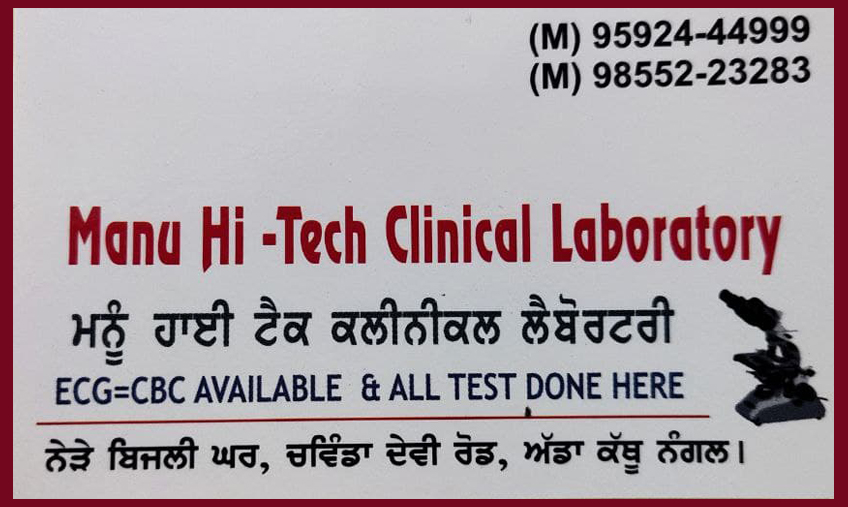 (M) 95924-44999
(M) 98552-23283
Manu Hi -Tech Clinical Laboratory
ਮਨੂੰ ਹਾਈ ਟੈਕ ਕਲੀਨੀਕਲ ਲੈਬੋਰਟਰੀ
ECG=CBC AVAILABLE & ALL TEST DONE HERE
ਨੇੜੇ ਬਿਜਲੀ ਘਰ, ਚਵਿੰਡਾ ਦੇਵੀ ਰੋਡ, ਅੱਡਾ ਕੱਥੂ ਨੰਗਲ।